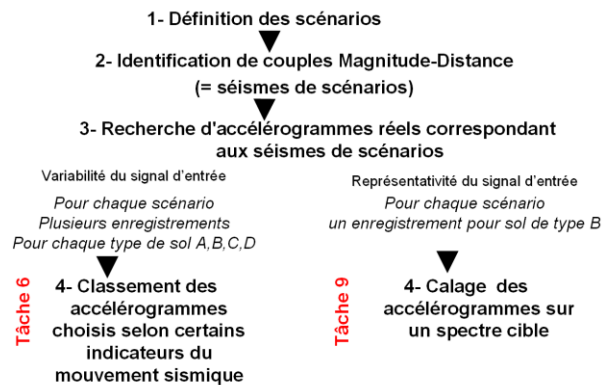 1- Définition des scénarios
2- Identification de couples Magnitude-Distance
(= séismes de scénarios)
3- Recherche d'accélérogrammes réels correspondant
aux séismes de scénarios
Variabilité du signal d'entrée
Pour chaque scénario
Plusieurs enregistrements
Pour chaque type de sol A,B,C,D
Tâche 6
4- Classement des
accélérogrammes
choisis selon certains
indicateurs du
mouvement sismique
Représentativité du signal d'entrée
Pour chaque scénario
un enregistrement pour sol de type B
Tâche 9
4- Calage des
accélérogrammes sur
un spectre cible